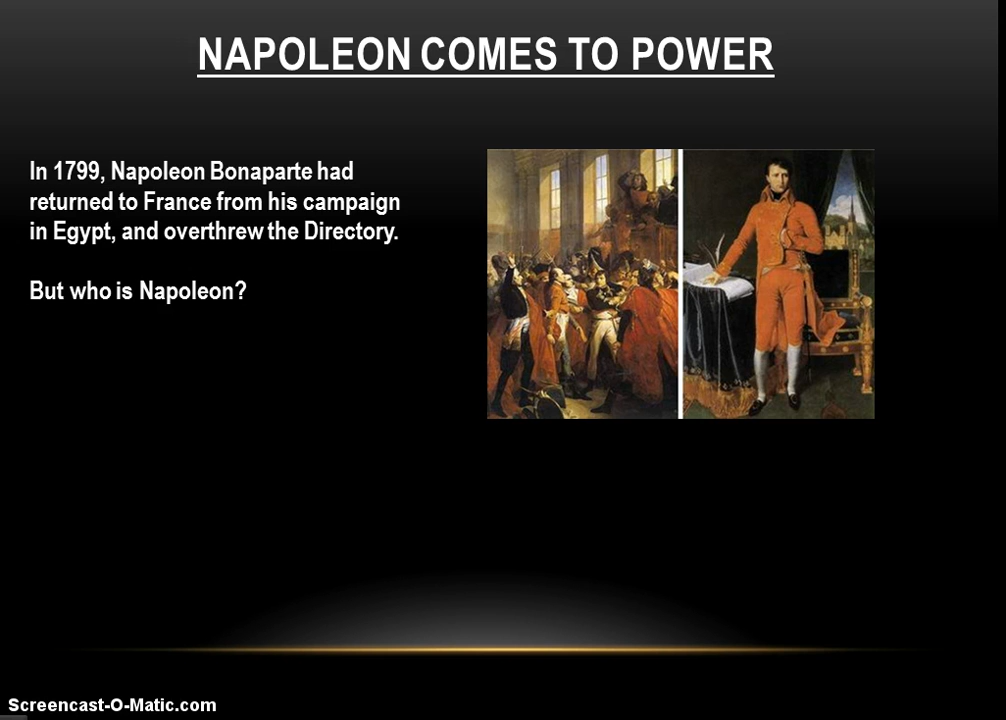 NAPOLEON COMES TO POWER
In 1799, Napoleon Bonaparte had
returned to France from his campaign
in Egypt, and overthrew the Directory.
But who is Napoleon?
Screencast-O-Matic.com